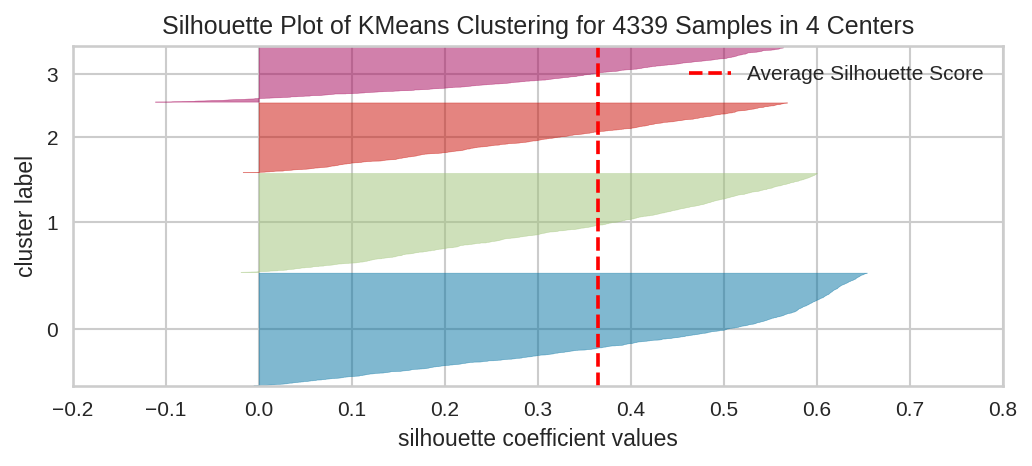 Silhouette Plot of KMeans Clustering for 4339 Samples in 4 Centers
Average Silhouette Score
cluster label
3
2
1
0
−0.2 −0.1 0.0 0.1 0.2 0.3 0.4 0.5 0.6 0.7 0.8
silhouette coefficient values